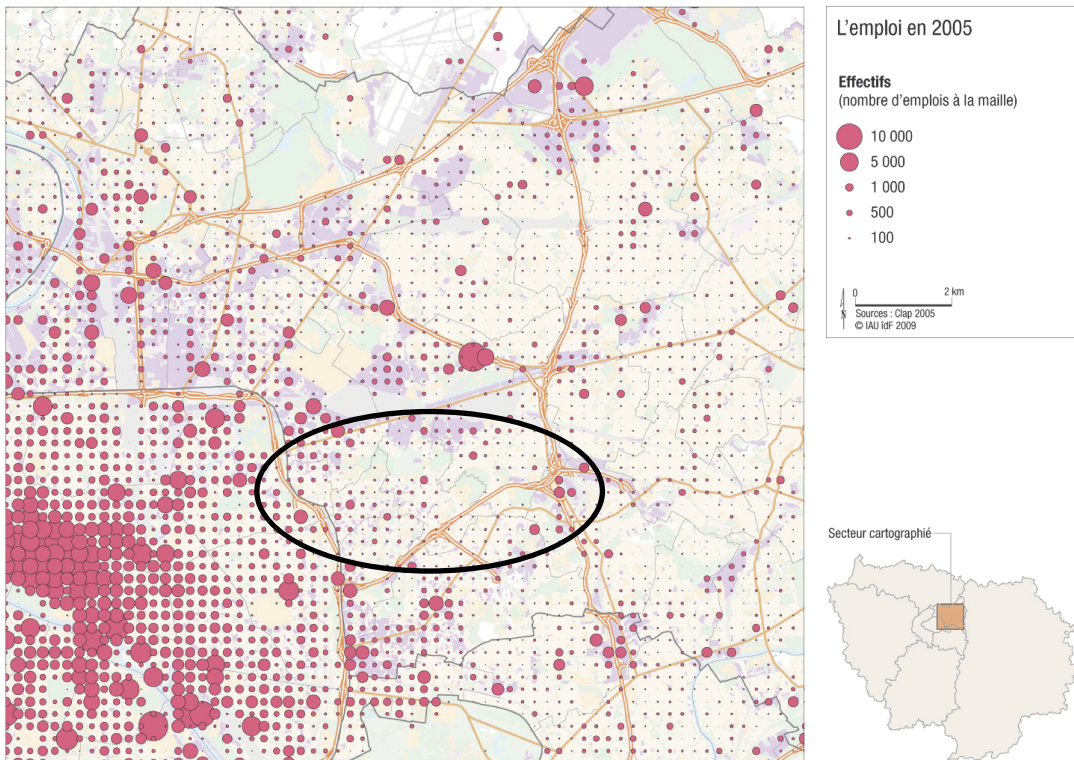 L'emploi en 2005
Effectifs
(nombre d'emplois à la maille)
10 000
5 000
1 000
500
100
0 2 km
N
Sources : Clap 2005
© IAU îdF 2009
Secteur cartographié